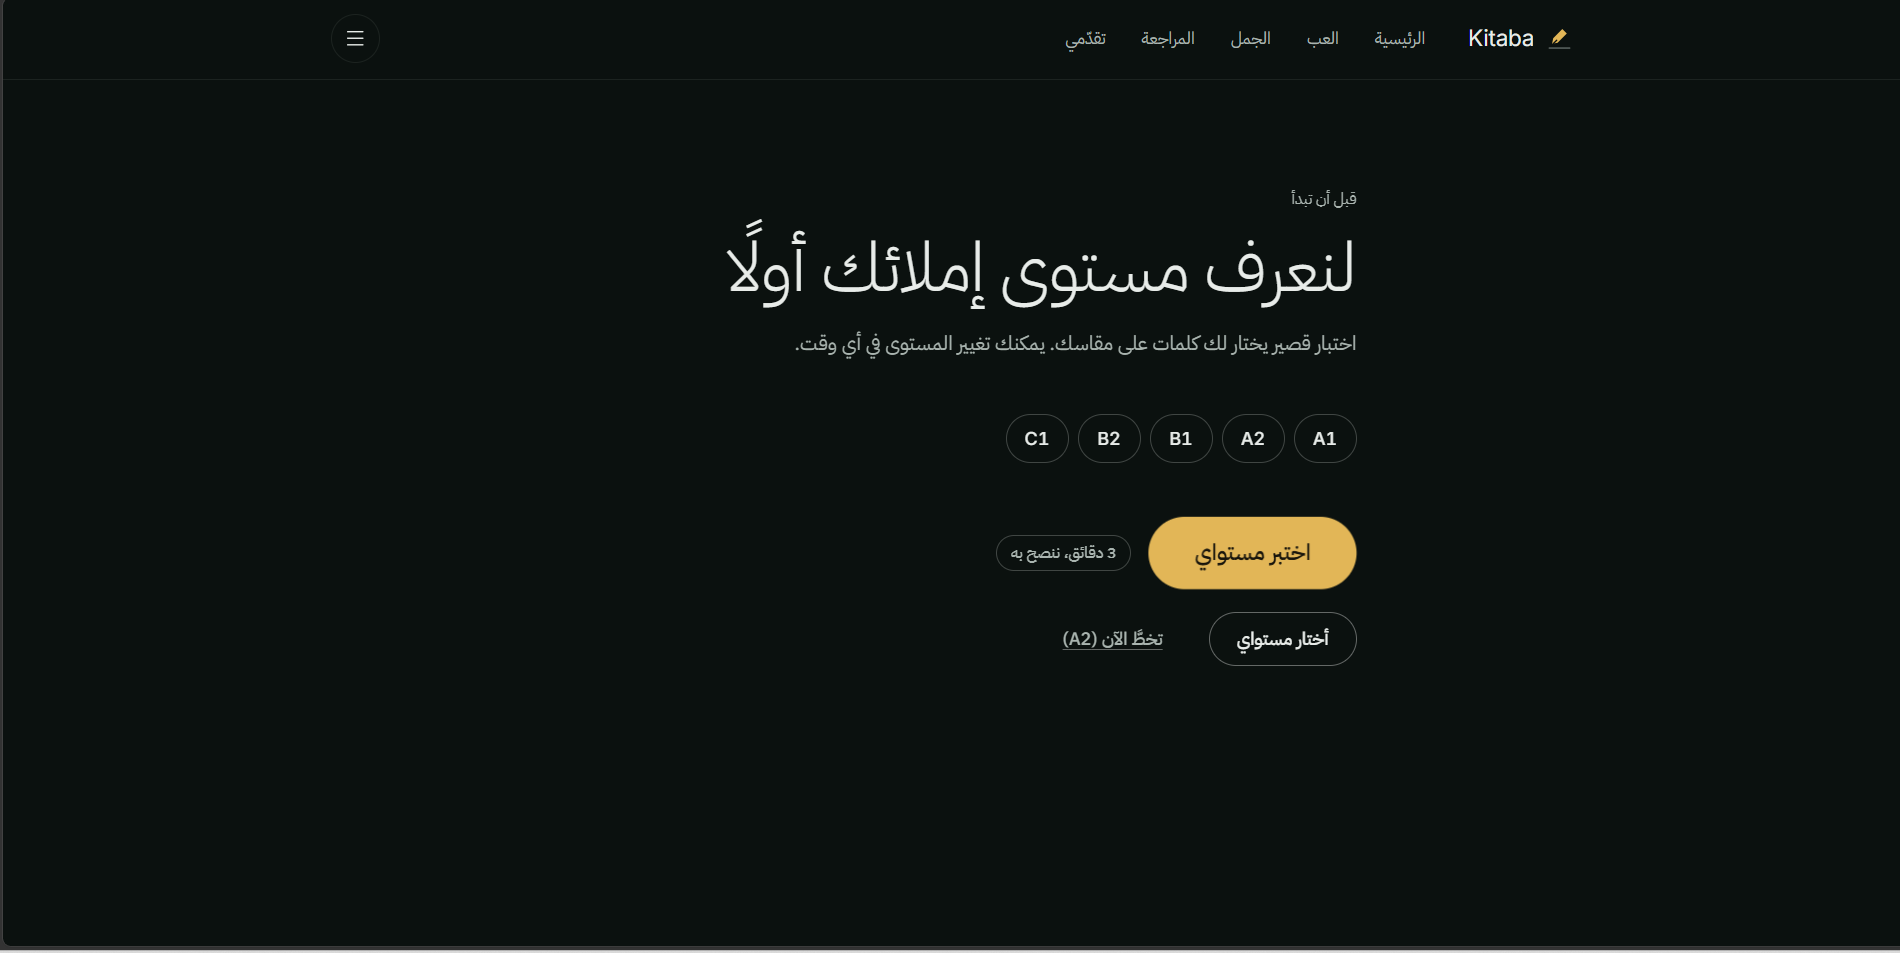 Kitaba
الرئيسية
العب
الجمل
المراجعة
تقدّمي
قبل أن تبدأ
لنعرف مستوى إملائك أولًا
اختبار قصير يختار لك كلمات على مقاسك. يمكنك تغيير المستوى في أي وقت.
A1 A2 B1 B2 C1
اختبر مستواي
3 دقائق، ننصح به
أختار مستواي
تخطَّ الآن (A2)